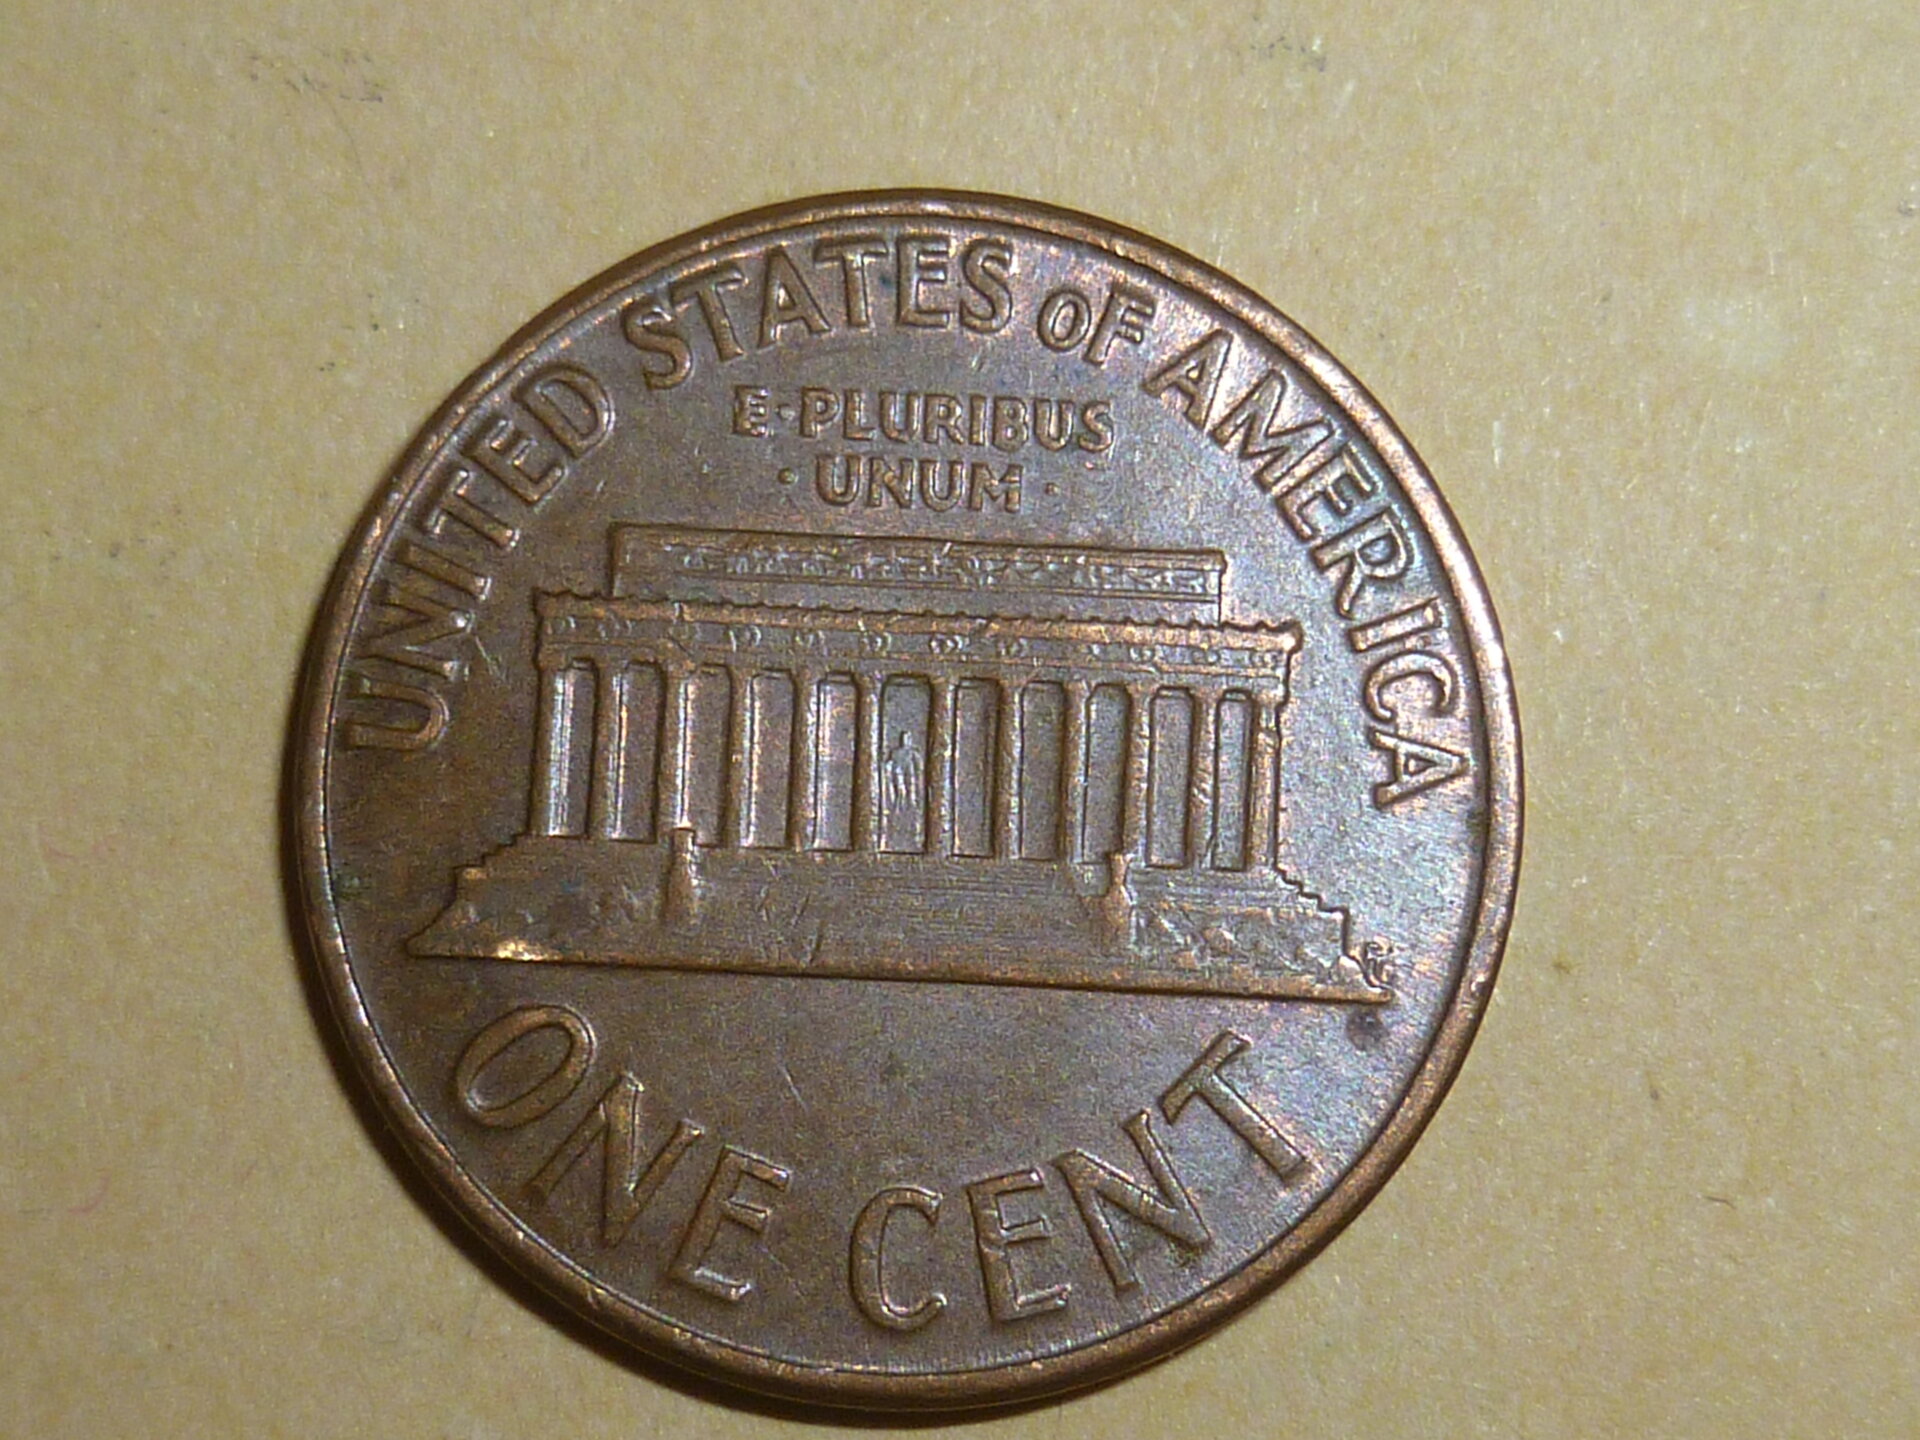 UNITED STATES OF AMERICA
E·PLURIBUS
·UNUM·
ONE CENT